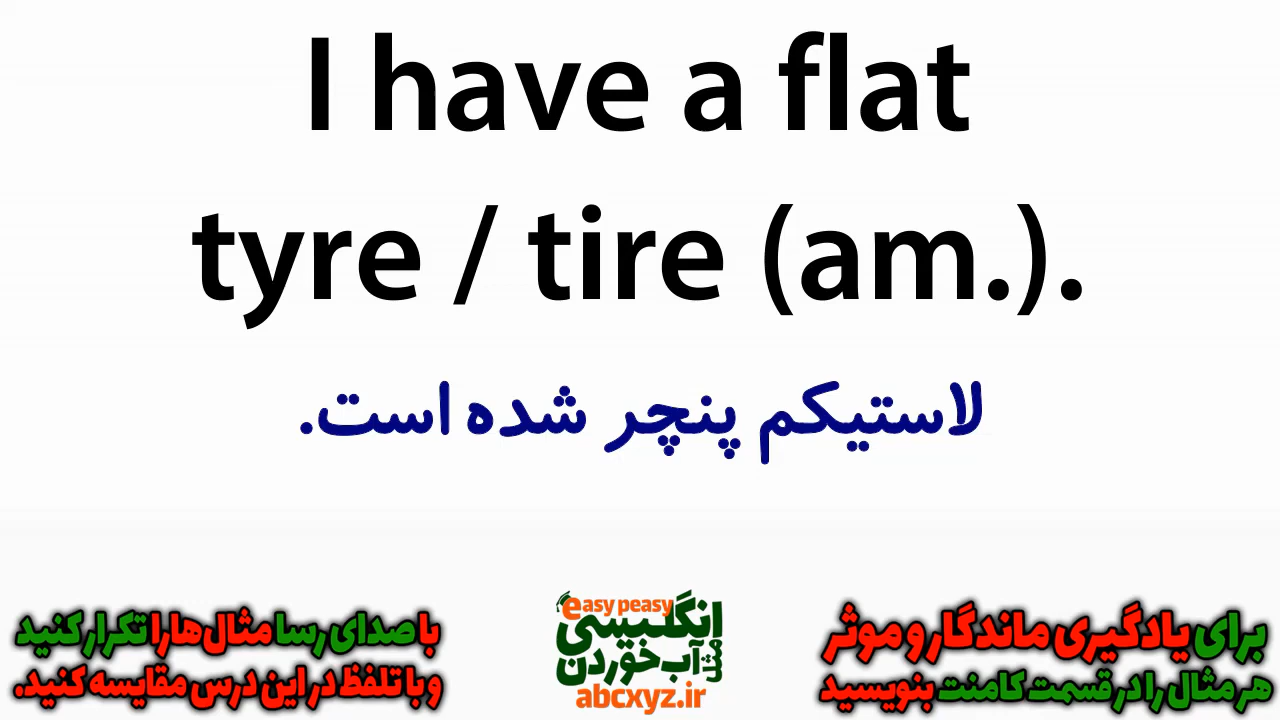 I have a flat
tyre / tire (am.).
لاستیکم پنچر شده است.
با صدای رسا مثال‌ها را تکرار کنید
و با تلفظ در این درس مقایسه کنید.
easy peasy
انگلیسی
مثل آب خوردن
abcxyz.ir
برای یادگیری ماندگار و موثر
هر مثال را در قسمت کامنت بنویسید